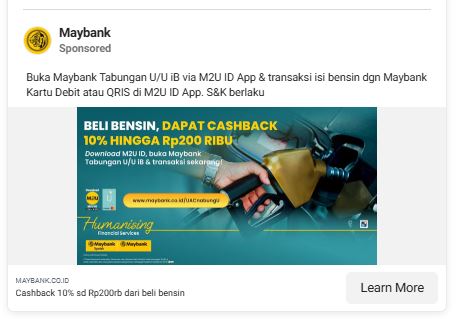 Maybank
Sponsored
Buka Maybank Tabungan U/U iB via M2U ID App & transaksi isi bensin dgn Maybank
Kartu Debit atau QRIS di M2U ID App. S&K berlaku
BELI BENSIN, DAPAT CASHBACK
10% HINGGA Rp200 RIBU
Download M2U ID, buka Maybank
Tabungan U/U iB & transaksi sekarang!
M2U
www.maybank.co.id/UACnabungU
Humanising
Financial Services
Maybank Maybank
MAYBANK.CO.ID
Cashback 10% sd Rp200rb dari beli bensin
Learn More